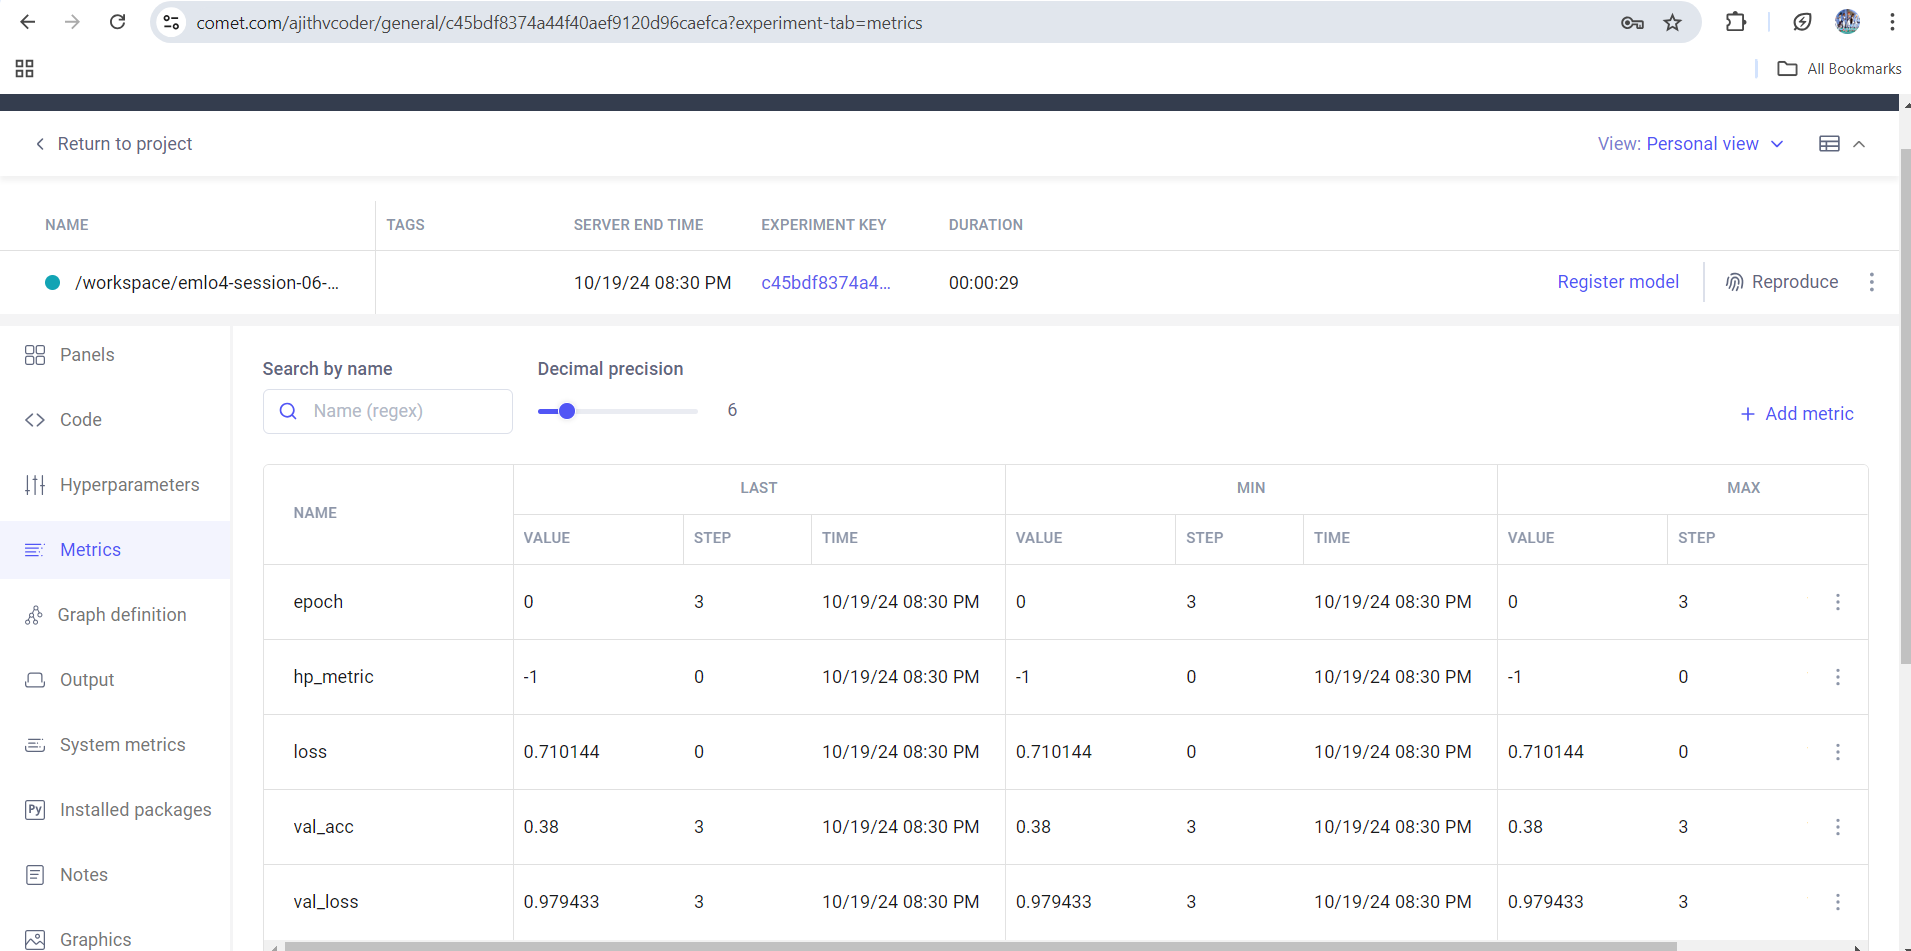 comet.com/ajithvcoder/general/c45bdf8374a44f40aef9120d96caefca?experiment-tab=metrics
All Bookmarks
Return to project
View: Personal view
NAME TAGS SERVER END TIME EXPERIMENT KEY DURATION
/workspace/emlo4-session-06-... 10/19/24 08:30 PM c45bdf8374a4... 00:00:29 Register model Reproduce
Panels
Code
Hyperparameters
Metrics
Graph definition
Output
System metrics
Py Installed packages
Notes
Graphics
Search by name Decimal precision
Name (regex) 6
Add metric
NAME LAST MIN MAX
VALUE STEP TIME VALUE STEP TIME VALUE STEP
epoch 0 3 10/19/24 08:30 PM 0 3 10/19/24 08:30 PM 0 3
hp_metric -1 0 10/19/24 08:30 PM -1 0 10/19/24 08:30 PM -1 0
loss 0.710144 0 10/19/24 08:30 PM 0.710144 0 10/19/24 08:30 PM 0.710144 0
val_acc 0.38 3 10/19/24 08:30 PM 0.38 3 10/19/24 08:30 PM 0.38 3
val_loss 0.979433 3 10/19/24 08:30 PM 0.979433 3 10/19/24 08:30 PM 0.979433 3